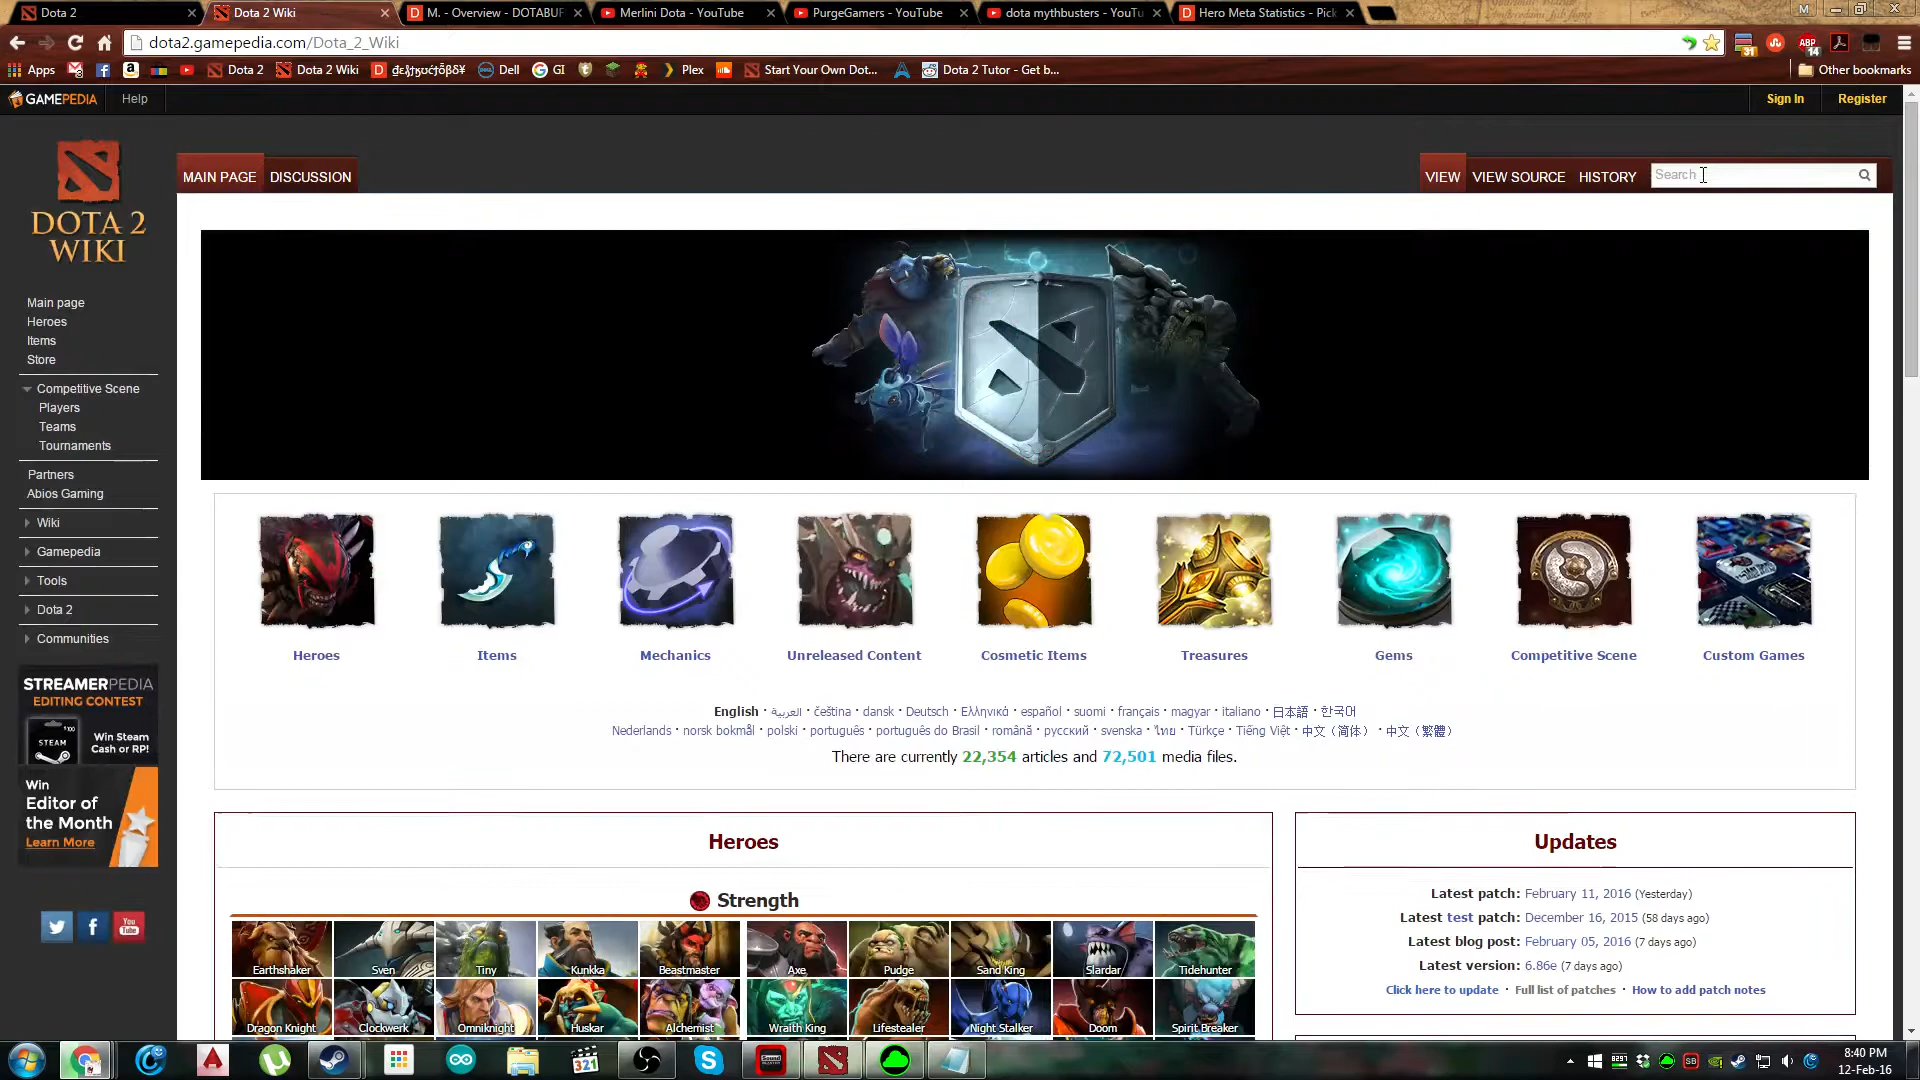 Dota 2
Dota 2 Wiki
M. - Overview - DOTABUF
Merlini Dota - YouTube
PurgeGamers - YouTube
dota mythbusters - YouTu
Hero Meta Statistics - Pick
dota2.gamepedia.com/Dota_2_Wiki
Apps
Dota 2
Dota 2 Wiki
Dell
GI
Plex
Start Your Own Dot...
Dota 2 Tutor - Get b...
Other bookmarks
GAMEPEDIA
Help
Sign In
Register
DOTA 2
WIKI
MAIN PAGE
DISCUSSION
VIEW
VIEW SOURCE
HISTORY
Search
Main page
Heroes
Items
Store
Competitive Scene
Players
Teams
Tournaments
Partners
Abios Gaming
Wiki
Gamepedia
Tools
Dota 2
Communities
STREAMERPEDIA
EDITING CONTEST
$100
STEAM
Win Steam
Cash or RP!
Win
Editor of
the Month
Learn More
You
Tube
Heroes
Items
Mechanics
Unreleased Content
Cosmetic Items
Treasures
Gems
Competitive Scene
Custom Games
English · العربية · čeština · dansk · Deutsch · Ελληνικά · español · suomi · français · magyar · italiano · 日本語 · 한국어
Nederlands · norsk bokmål · polski · português · português do Brasil · română · русский · svenska · ไทย · Türkçe · Tiếng Việt · 中文（简体） · 中文（繁體）
There are currently 22,354 articles and 72,501 media files.
Heroes
Strength
Earthshaker
Sven
Tiny
Kunkka
Beastmaster
Axe
Pudge
Sand King
Slardar
Tidehunter
Dragon Knight
Clockwerk
Omniknight
Huskar
Alchemist
Wraith King
Lifestealer
Night Stalker
Doom
Spirit Breaker
Updates
Latest patch: February 11, 2016 (Yesterday)
Latest test patch: December 16, 2015 (58 days ago)
Latest blog post: February 05, 2016 (7 days ago)
Latest version: 6.86e (7 days ago)
Click here to update · Full list of patches · How to add patch notes
8:40 PM
12-Feb-16